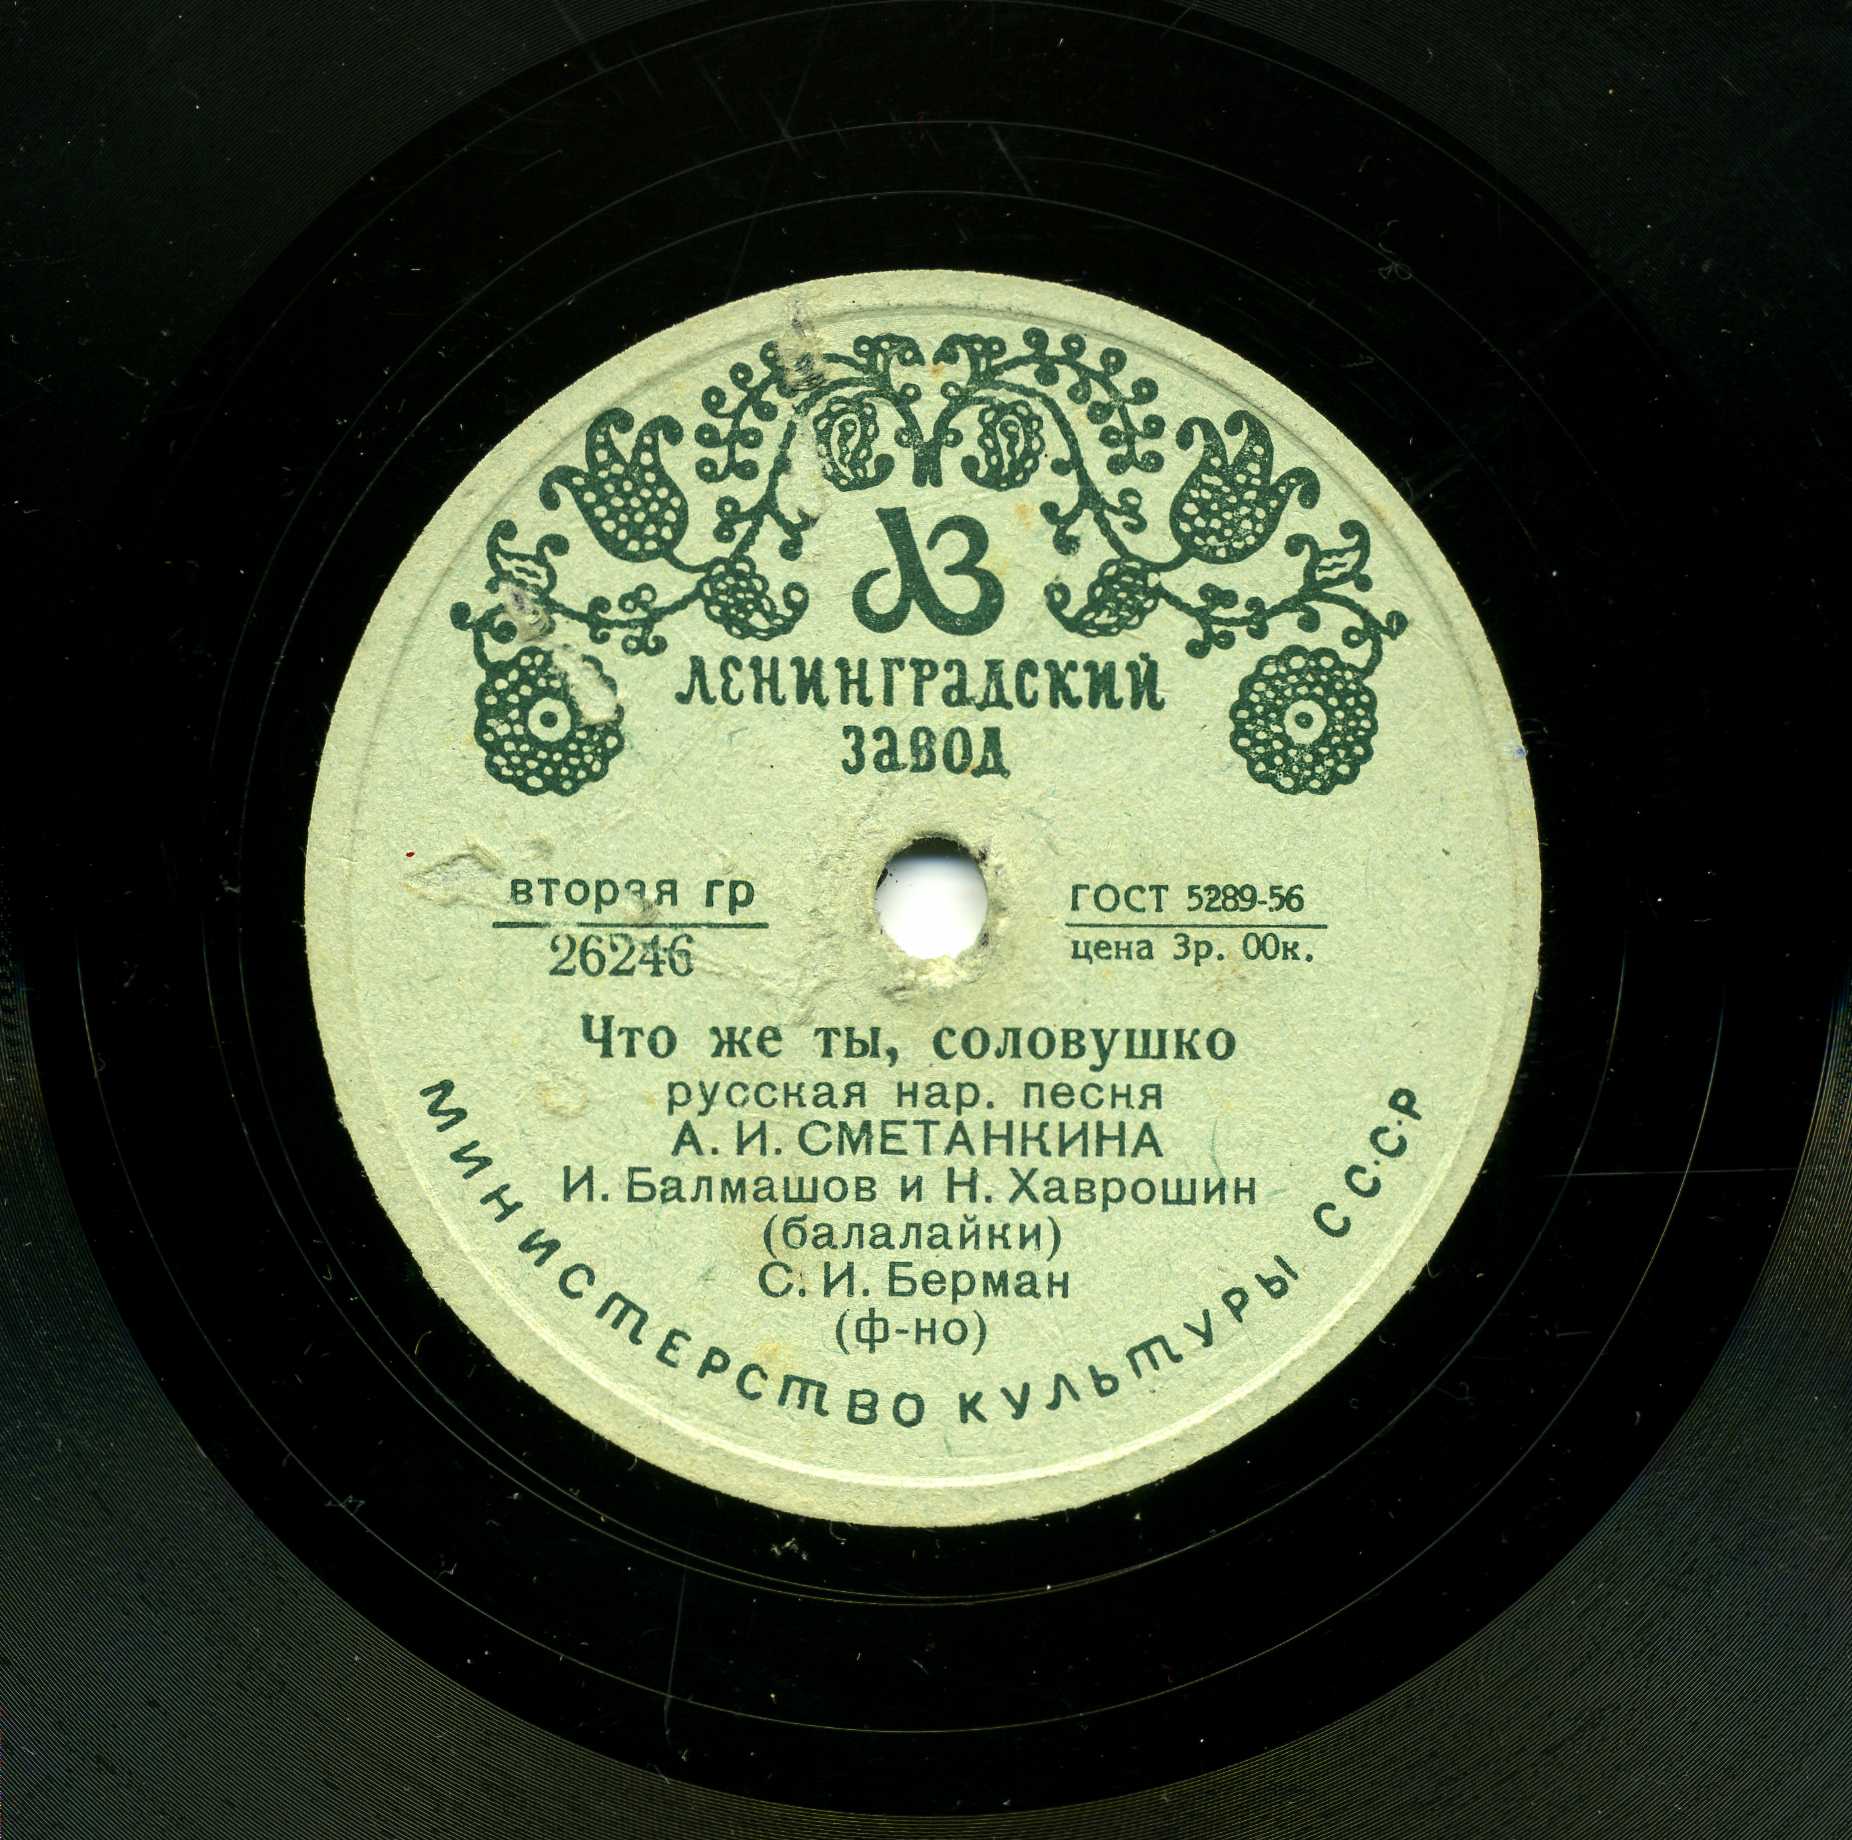 ЛЗ
ЛЕНИНГРАДСКИЙ
ЗАВОД
вторая гр
26246
ГОСТ 5289-56
цена 3р. 00к.
Что же ты, соловушко
русская нар. песня
А. И. СМЕТАНКИНА
И. Балмашов и Н. Хаврошин
(балалайки)
С. И. Берман
(ф-но)
МИНИСТЕРСТВО КУЛЬТУРЫ С·С·С·Р